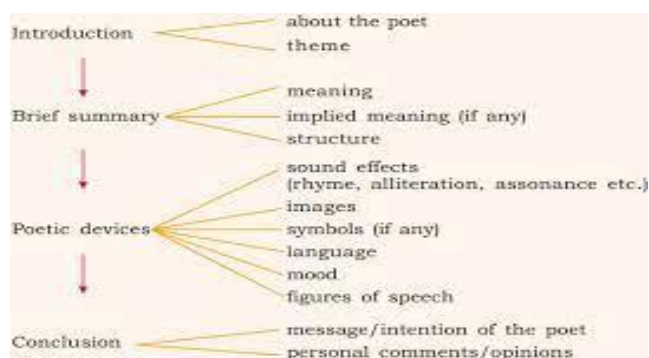 about the poet
Introduction
theme
meaning
Brief summary
implied meaning (if any)
structure
sound effects
(rhyme, alliteration, assonance etc.)
images
Poetic devices
symbols (if any)
language
mood
figures of speech
message/intention of the poet
Conclusion
personal comments/opinions